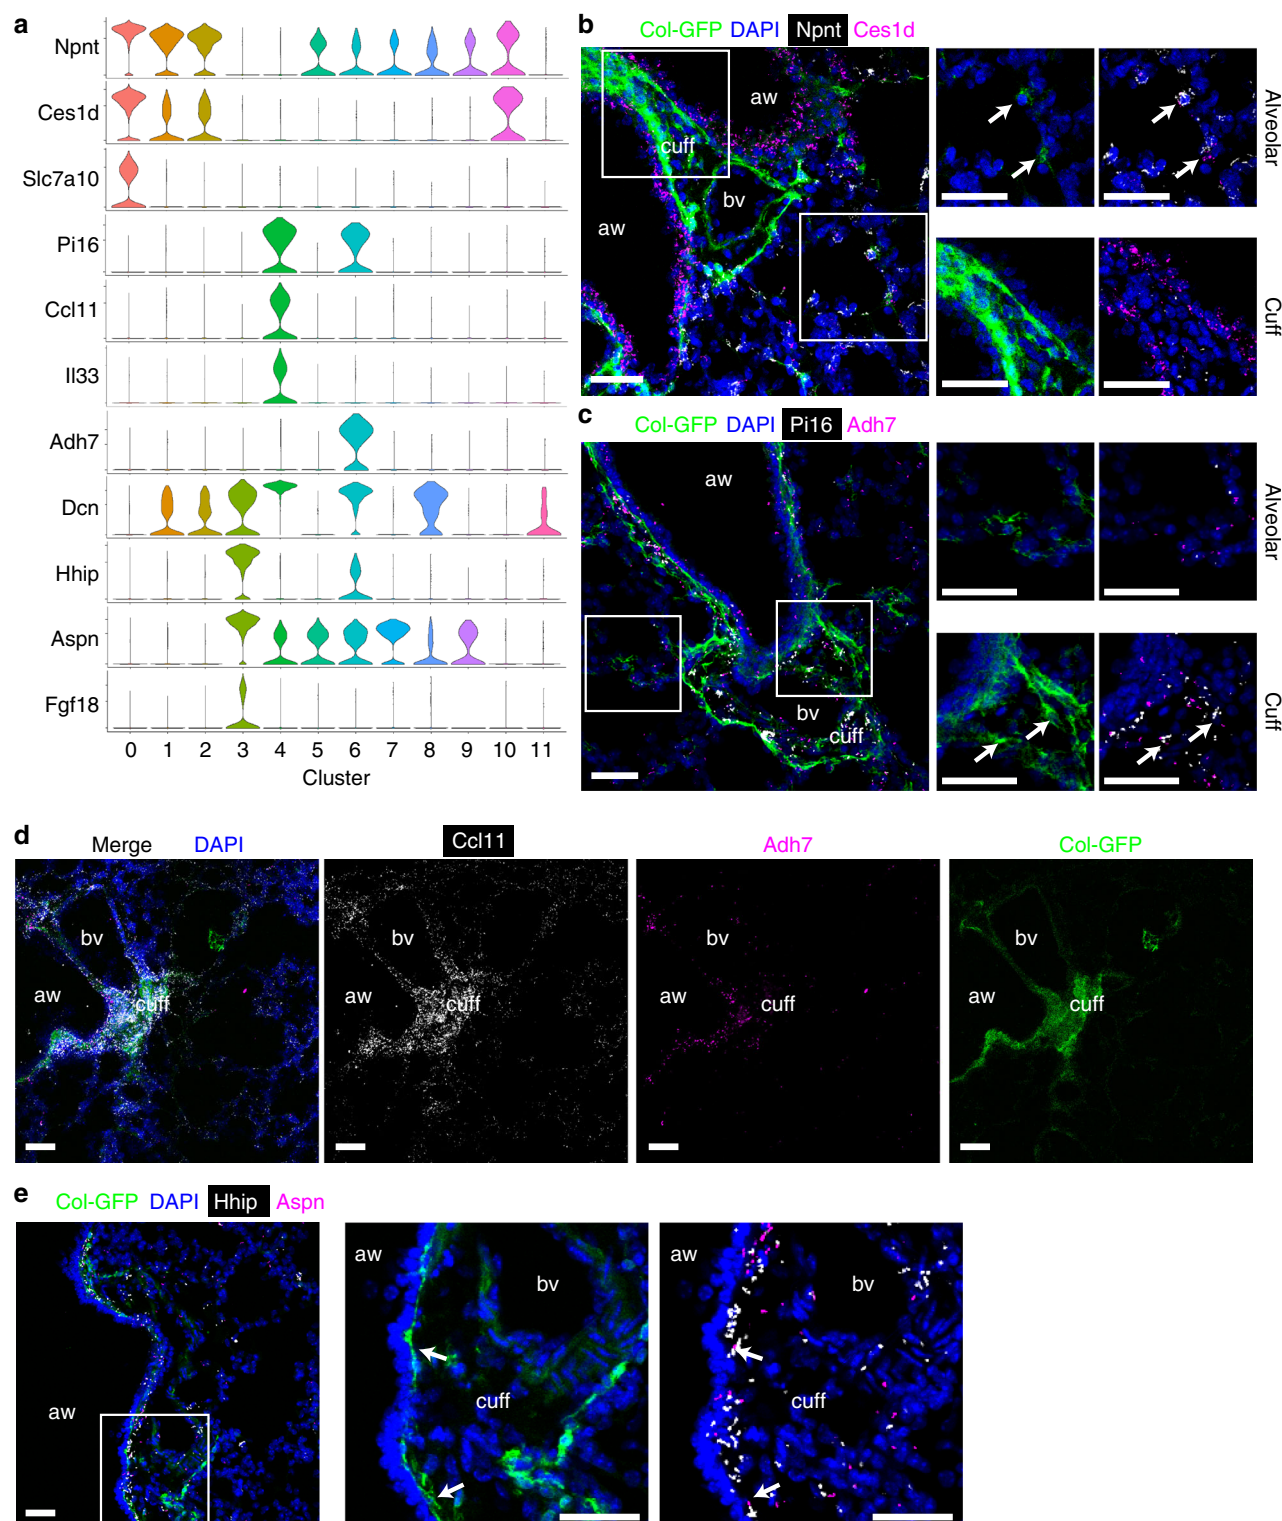 a
Npnt
Ces1d
Slc7a10
Pi16
Ccl11
Il33
Adh7
Dcn
Hhip
Aspn
Fgf18
0 1 2 3 4 5 6 7 8 9 10 11
Cluster
b
Col-GFP DAPI Npnt Ces1d
aw
cuff
bv
aw
Alveolar
Cuff
c
Col-GFP DAPI Pi16 Adh7
aw
bv
cuff
Alveolar
Cuff
d
Merge DAPI Ccl11 Adh7 Col-GFP
bv bv bv bv
aw cuff aw cuff aw cuff aw cuff
e
Col-GFP DAPI Hhip Aspn
aw
aw bv cuff
aw bv cuff